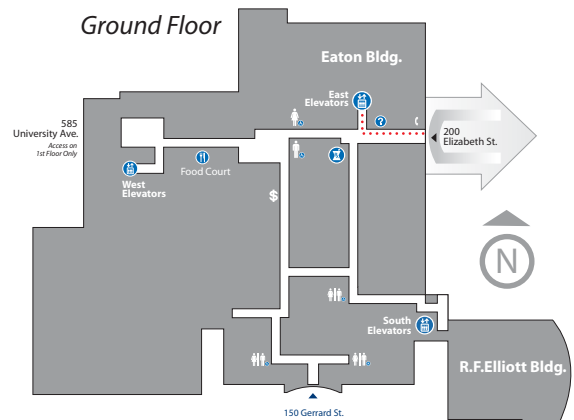 Ground Floor
Eaton Bldg.
East
Elevators
?
585
University Ave.
Access on
1st Floor Only
200
Elizabeth St.
Food Court
West
Elevators
$
N
South
Elevators
R.F.Elliott Bldg.
150 Gerrard St.